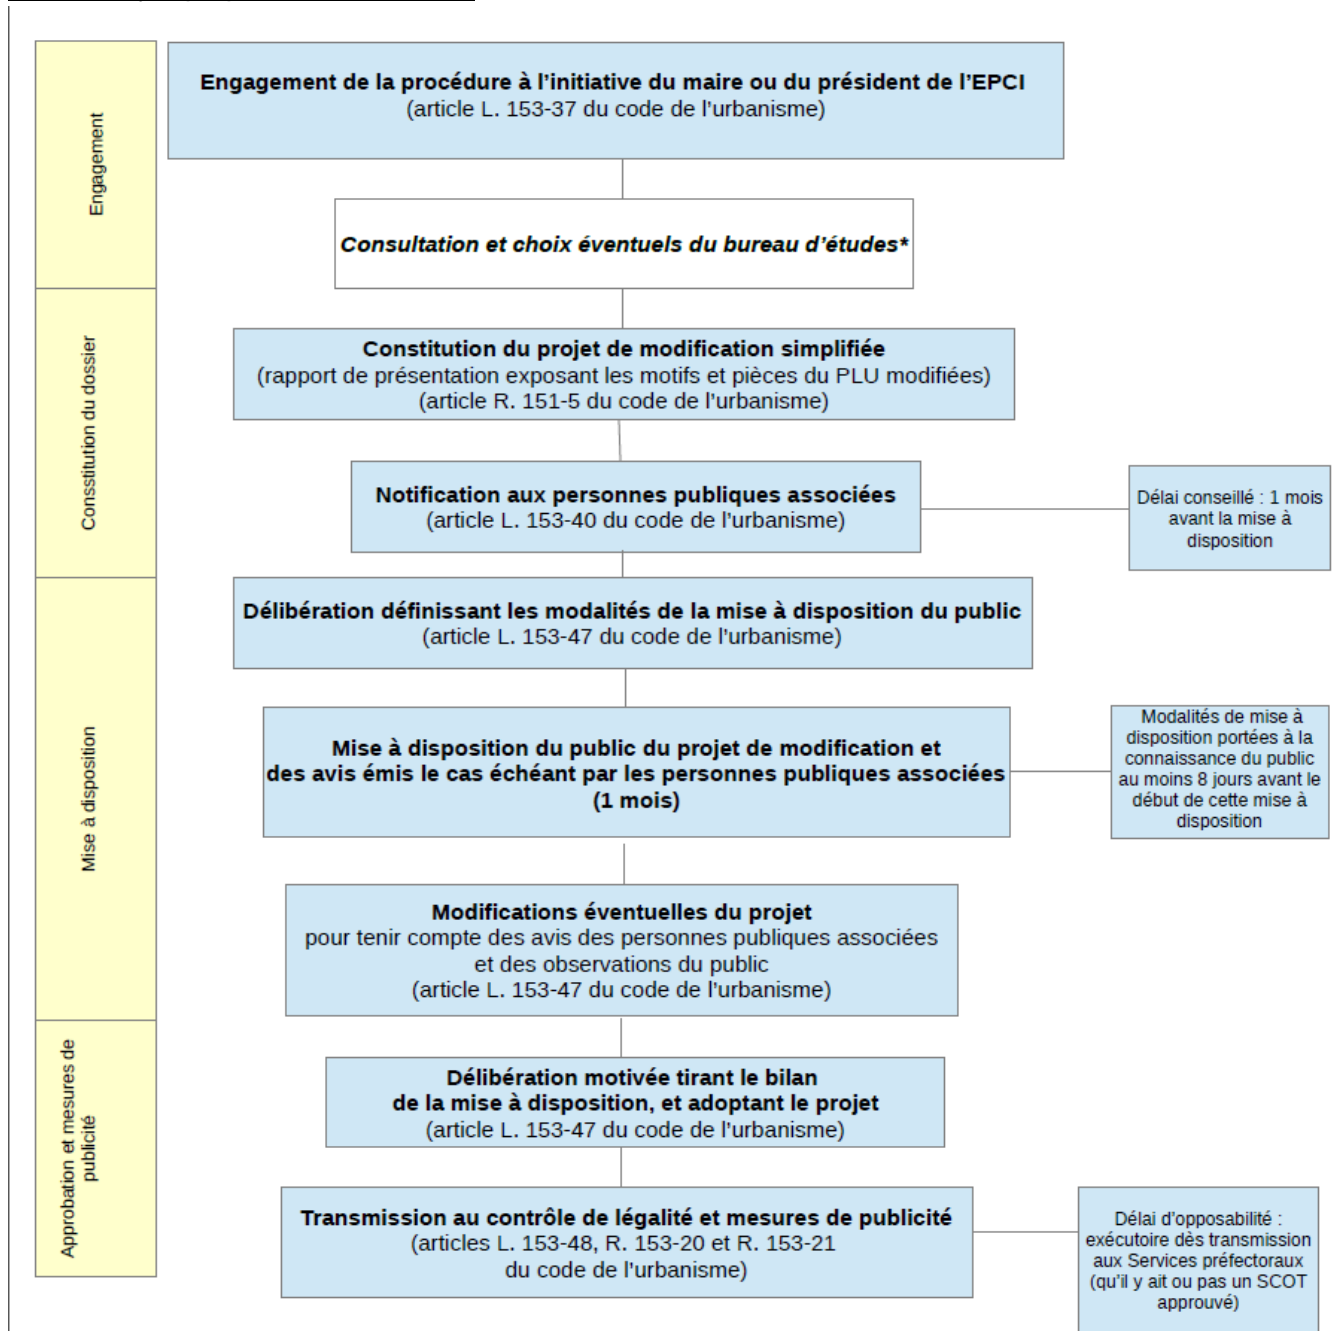 Engagement
Engagement de la procédure à l'initiative du maire ou du président de l'EPCI
(article L. 153-37 du code de l'urbanisme)
Consultation et choix éventuels du bureau d'études*
Consstitution du dossier
Constitution du projet de modification simplifiée
(rapport de présentation exposant les motifs et pièces du PLU modifiées)
(article R. 151-5 du code de l'urbanisme)
Notification aux personnes publiques associées
(article L. 153-40 du code de l'urbanisme)
Délai conseillé : 1 mois
avant la mise à
disposition
Mise à disposition
Délibération définissant les modalités de la mise à disposition du public
(article L. 153-47 du code de l'urbanisme)
Mise à disposition du public du projet de modification et
des avis émis le cas échéant par les personnes publiques associées
(1 mois)
Modalités de mise à
disposition portées à la
connaissance du public
au moins 8 jours avant le
début de cette mise à
disposition
Modifications éventuelles du projet
pour tenir compte des avis des personnes publiques associées
et des observations du public
(article L. 153-47 du code de l'urbanisme)
Approbation et mesures de
publicité
Délibération motivée tirant le bilan
de la mise à disposition, et adoptant le projet
(article L. 153-47 du code de l'urbanisme)
Transmission au contrôle de légalité et mesures de publicité
(articles L. 153-48, R. 153-20 et R. 153-21
du code de l'urbanisme)
Délai d'opposabilité :
exécutoire dès transmission
aux Services préfectoraux
(qu'il y ait ou pas un SCOT
approuvé)